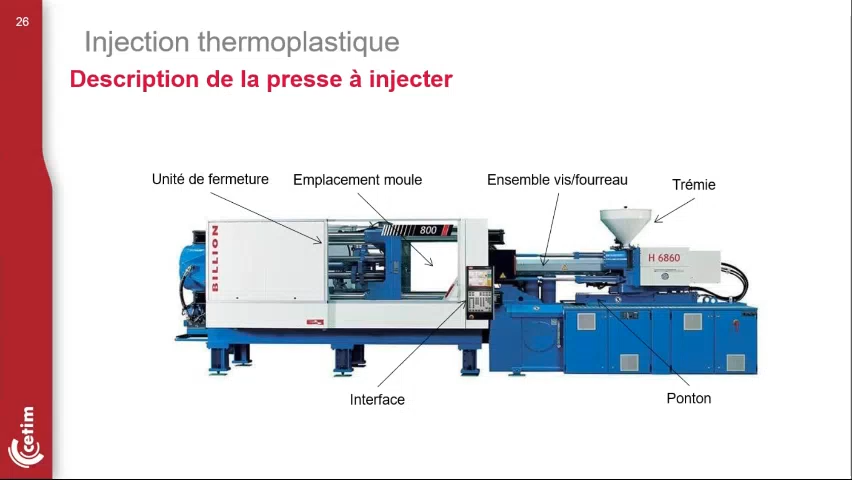 26
Injection thermoplastique
Description de la presse à injecter
Unité de fermeture
Emplacement moule
Ensemble vis/fourreau
Trémie
BILLION
800
H 6860
Interface
Ponton
cetim